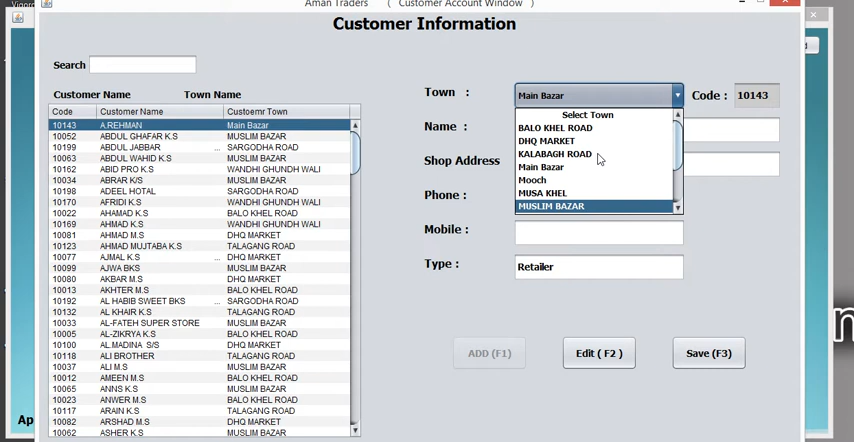 Aman Traders ( Customer Account Window )
Customer Information
Search
Customer Name Town Name
Code Customer Name Custoemr Town
10143 A.REHMAN Main Bazar
10052 ABDUL GHAFAR K.S MUSLIM BAZAR
10199 ABDUL JABBAR ... SARGODHA ROAD
10063 ABDUL WAHID K.S MUSLIM BAZAR
10162 ABID PRO K.S WANDHI GHUNDH WALI
10034 ABRAR K/S MUSLIM BAZAR
10198 ADEEL HOTAL SARGODHA ROAD
10170 AFRIDI K'S WANDHI GHUNDH WALI
10022 AHAMAD K.S BALO KHEL ROAD
10169 AHMAD K.S WANDHI GHUNDH WALI
10081 AHMAD M.S DHQ MARKET
10123 AHMAD MUJTABA K.S TALAGANG ROAD
10077 AJMAL K.S ... DHQ MARKET
10099 AJWA BKS MUSLIM BAZAR
10080 AKBAR M.S DHQ MARKET
10013 AKHTER M.S BALO KHEL ROAD
10192 AL HABIB SWEET BKS ... SARGODHA ROAD
10132 AL KHAIR K.S TALAGANG ROAD
10033 AL-FATEH SUPER STORE MUSLIM BAZAR
10005 AL-ZIKRYA K.S BALO KHEL ROAD
10100 AL.MADINA S/S DHQ MARKET
10118 ALI BROTHER TALAGANG ROAD
10037 ALI M.S MUSLIM BAZAR
10012 AMEEN M.S BALO KHEL ROAD
10065 ANNS K.S MUSLIM BAZAR
10023 ANWER M.S BALO KHEL ROAD
10117 ARAIN K.S TALAGANG ROAD
10082 ARSHAD M.S DHQ MARKET
10062 ASHER K.S MUSLIM BAZAR
Town : Main Bazar Code : 10143
Select Town
BALO KHEL ROAD
DHQ MARKET
KALABAGH ROAD
Main Bazar
Mooch
MUSA KHEL
MUSLIM BAZAR
Name :
Shop Address
Phone :
Mobile :
Type : Retailer
ADD (F1) Edit ( F2 ) Save (F3)